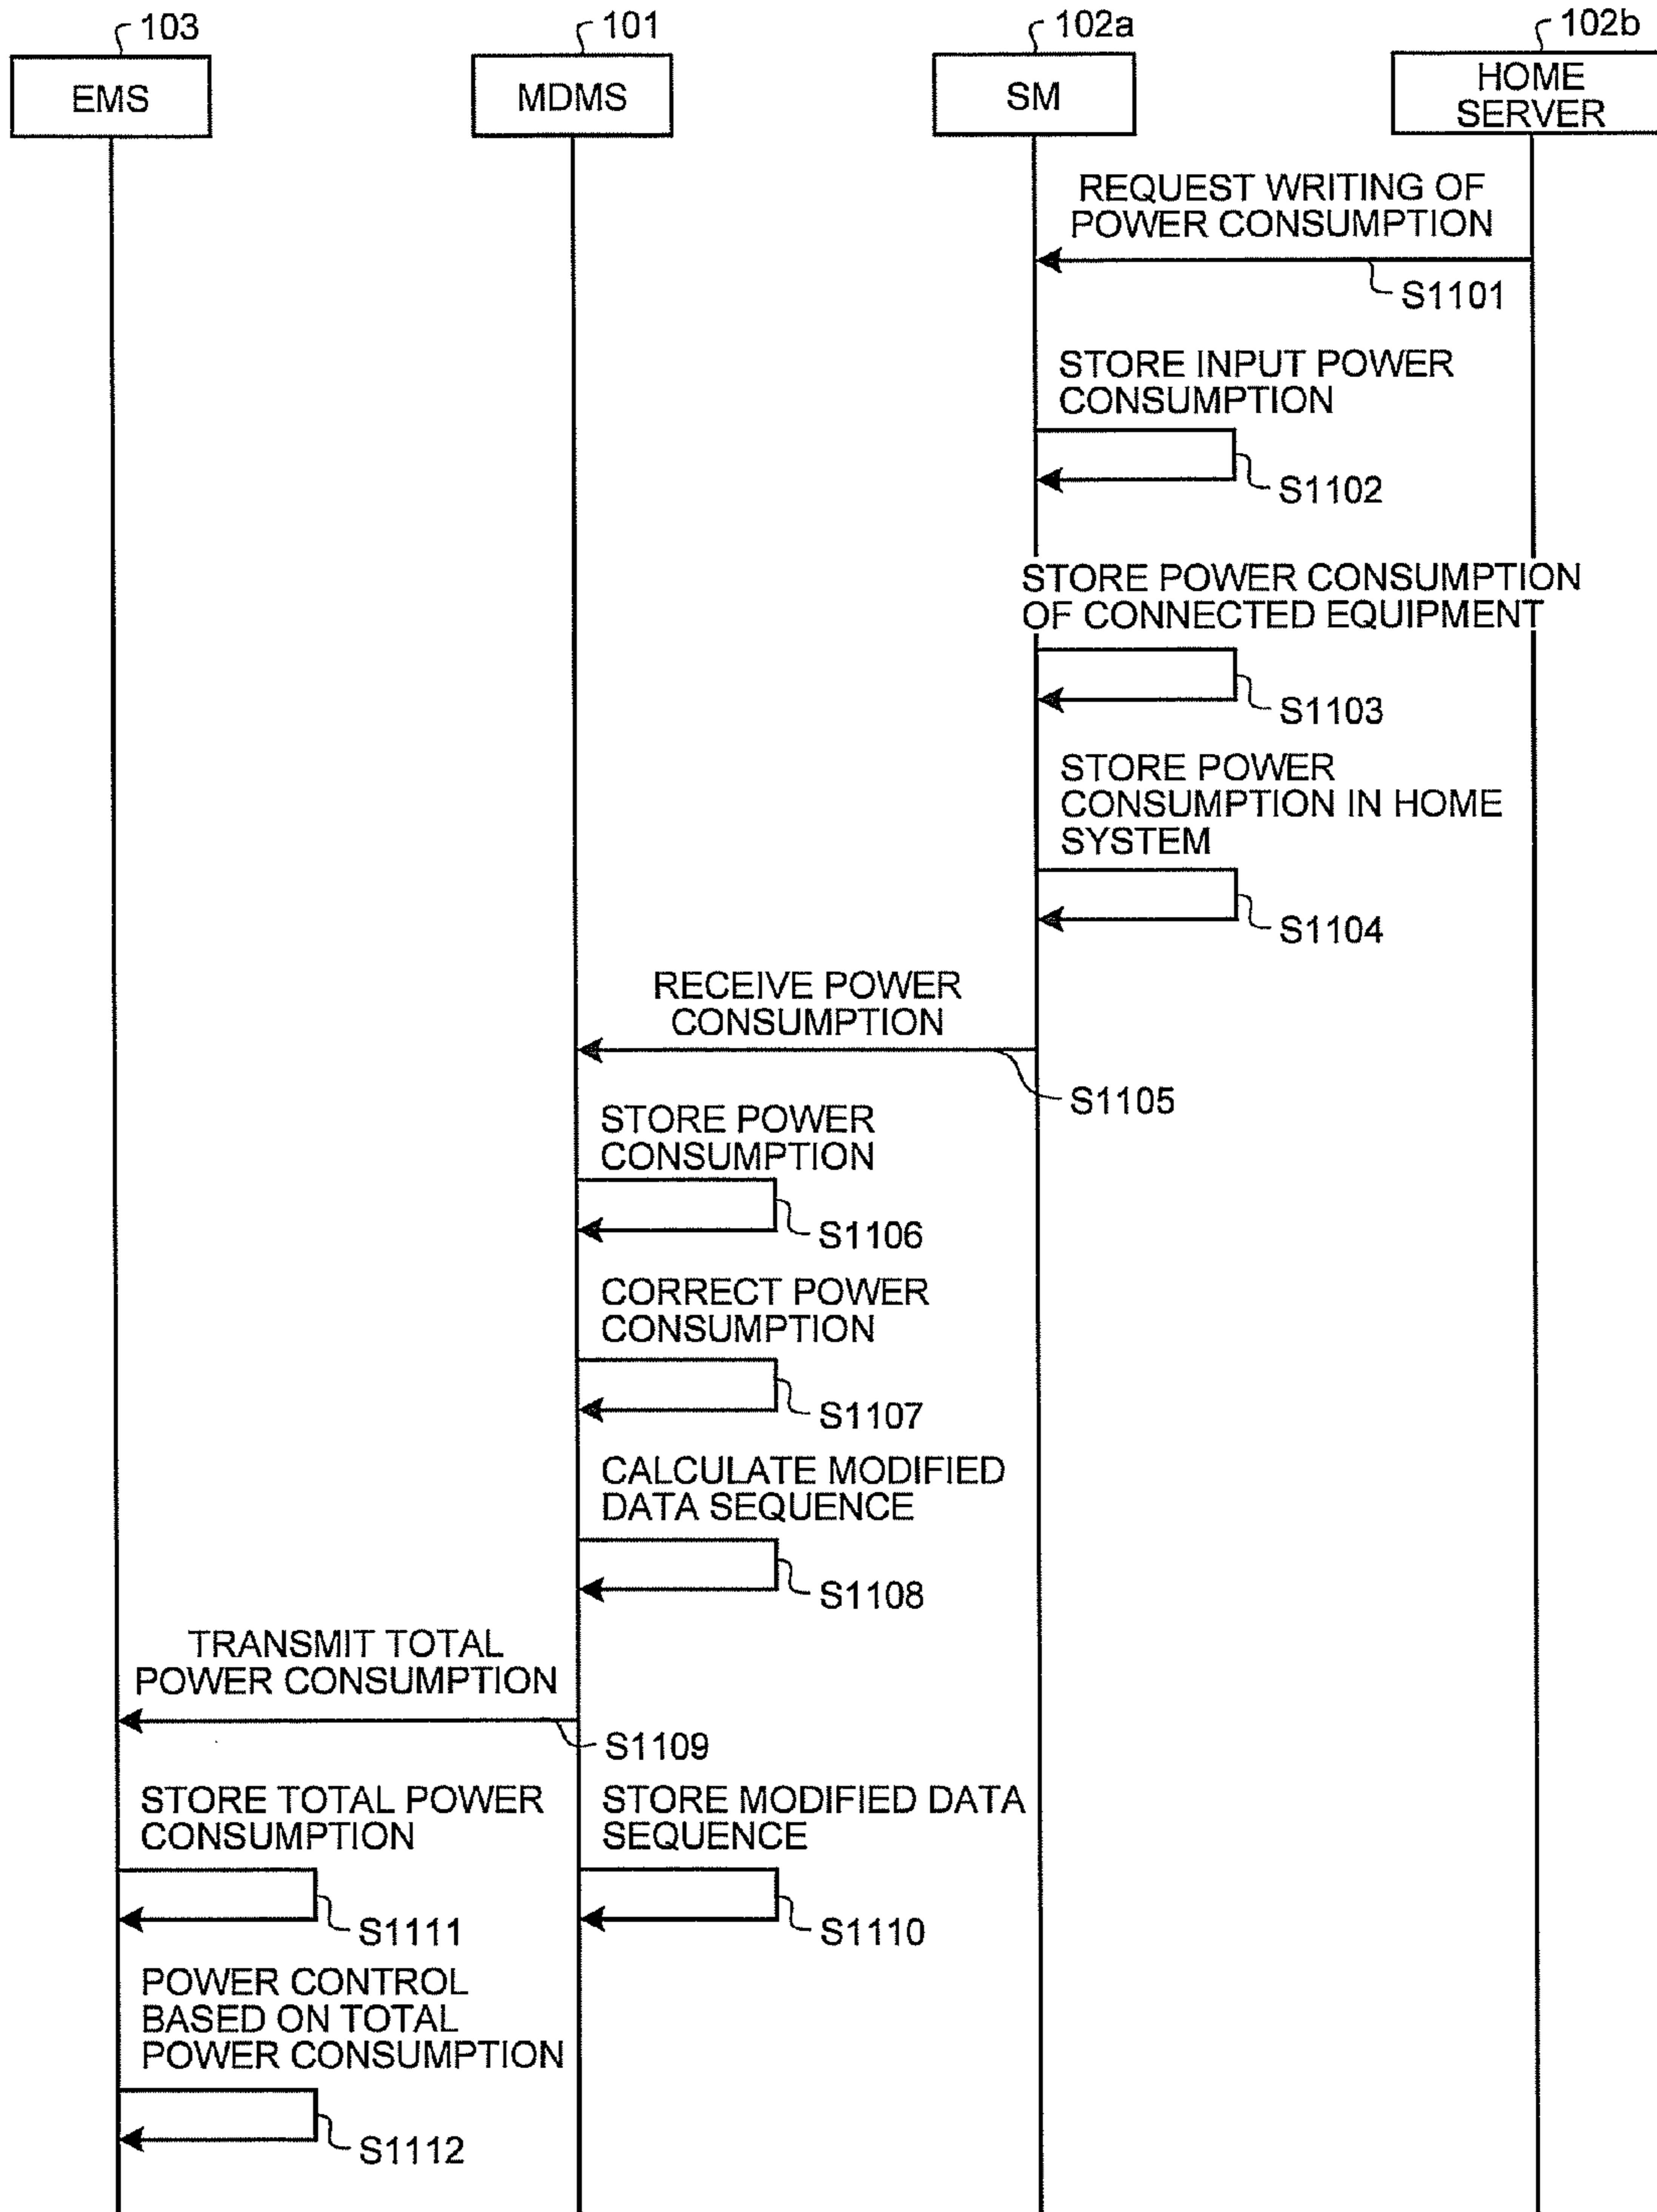 103
101
102a
102b
EMS
MDMS
SM
HOME
SERVER
REQUEST WRITING OF
POWER CONSUMPTION
S1101
STORE INPUT POWER
CONSUMPTION
S1102
STORE POWER CONSUMPTION
OF CONNECTED EQUIPMENT
S1103
STORE POWER
CONSUMPTION IN HOME
SYSTEM
S1104
RECEIVE POWER
CONSUMPTION
S1105
STORE POWER
CONSUMPTION
S1106
CORRECT POWER
CONSUMPTION
S1107
CALCULATE MODIFIED
DATA SEQUENCE
S1108
TRANSMIT TOTAL
POWER CONSUMPTION
S1109
STORE TOTAL POWER
CONSUMPTION
S1111
STORE MODIFIED DATA
SEQUENCE
S1110
POWER CONTROL
BASED ON TOTAL
POWER CONSUMPTION
S1112